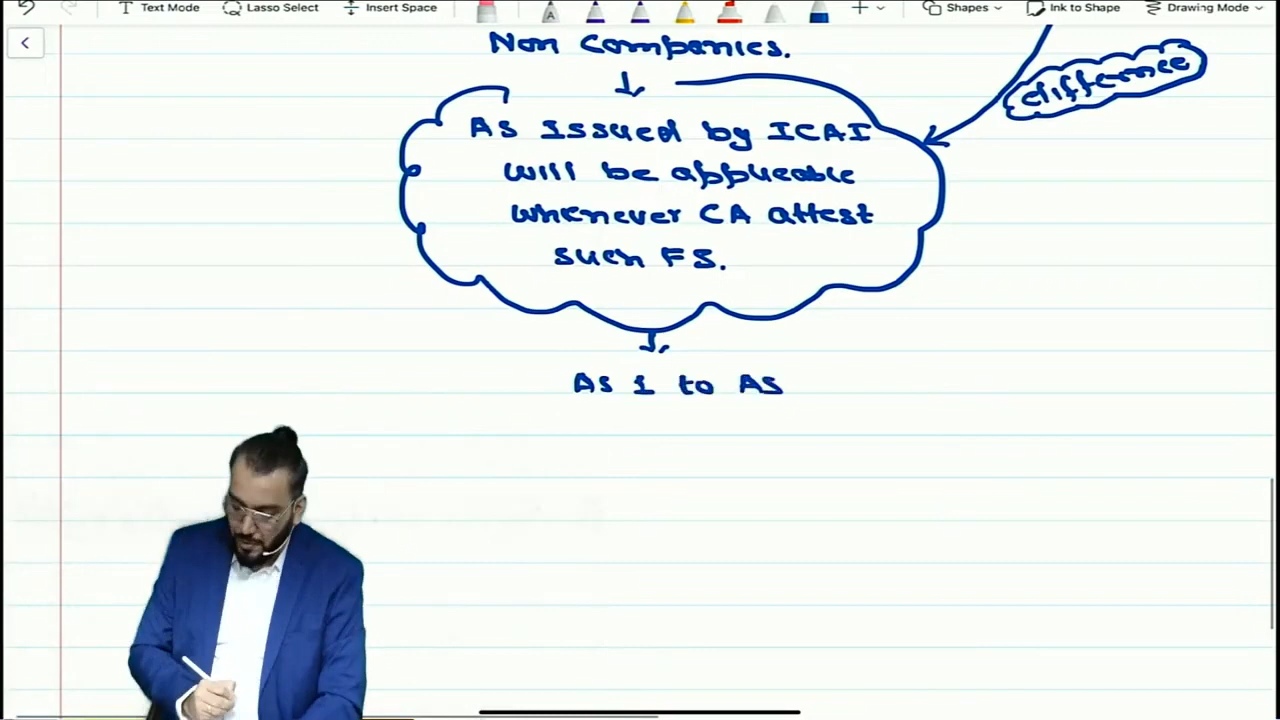 Text Mode Lasso Select Insert Space Shapes Ink to Shape Drawing Mode
Non Companies.
difference
AS Issued by ICAI
will be applicable
whenever CA attest
such FS.
AS 1 to AS